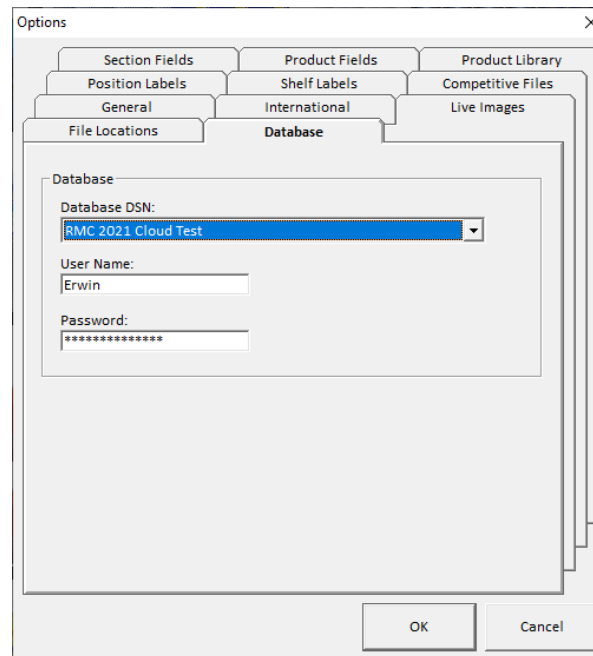 Options
Section Fields
Product Fields
Product Library
Position Labels
Shelf Labels
Competitive Files
General
International
Live Images
File Locations
Database
Database
Database DSN:
RMC 2021 Cloud Test
User Name:
Erwin
Password:
**************
OK
Cancel